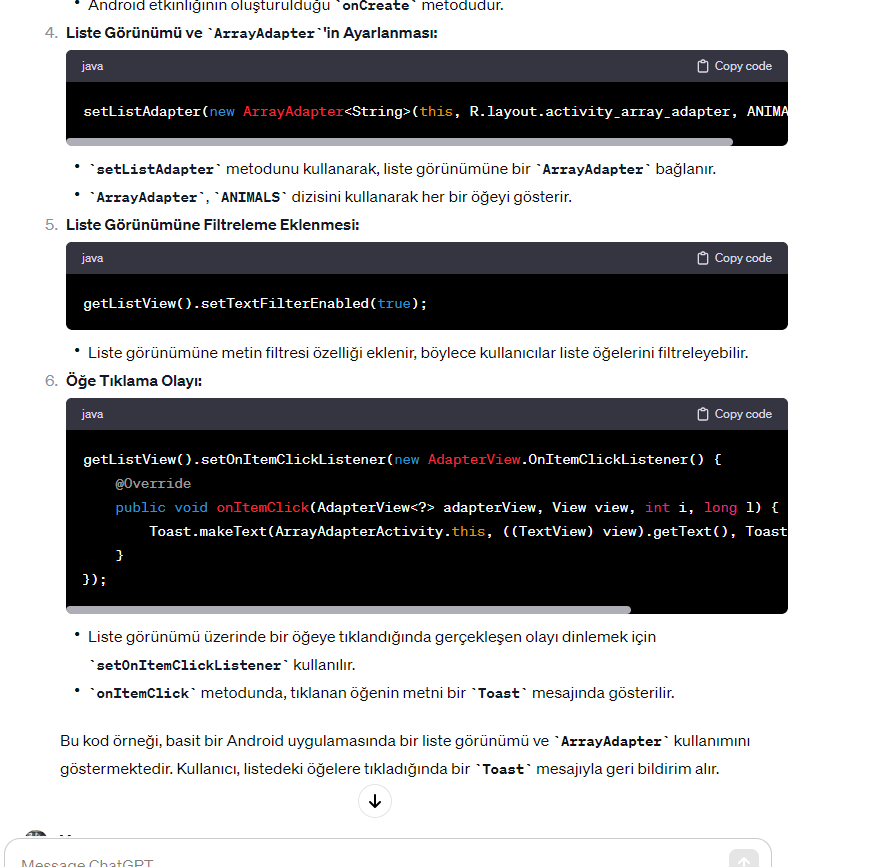 • Android etkinliğinin oluşturulduğu `onCreate` metodudur.
4. Liste Görünümü ve `ArrayAdapter`'in Ayarlanması:
java Copy code
setListAdapter(new ArrayAdapter<String>(this, R.layout.activity_array_adapter, ANIMA
• `setListAdapter` metodunu kullanarak, liste görünümüne bir `ArrayAdapter` bağlanır.
• `ArrayAdapter`, `ANIMALS` dizisini kullanarak her bir öğeyi gösterir.
5. Liste Görünümüne Filtreleme Eklenmesi:
java Copy code
getListView().setTextFilterEnabled(true);
• Liste görünümüne metin filtresi özelliği eklenir, böylece kullanıcılar liste öğelerini filtreleyebilir.
6. Öğe Tıklama Olayı:
java Copy code
getListView().setOnItemClickListener(new AdapterView.OnItemClickListener() {
@Override
public void onItemClick(AdapterView<?> adapterView, View view, int i, long l) {
Toast.makeText(ArrayAdapterActivity.this, ((TextView) view).getText(), Toast
}
});
• Liste görünümü üzerinde bir öğeye tıklandığında gerçekleşen olayı dinlemek için
`setOnItemClickListener` kullanılır.
• `onItemClick` metodunda, tıklanan öğenin metni bir `Toast` mesajında gösterilir.
Bu kod örneği, basit bir Android uygulamasında bir liste görünümü ve `ArrayAdapter` kullanımını
göstermektedir. Kullanıcı, listedeki öğelere tıkladığında bir `Toast` mesajıyla geri bildirim alır.
Message ChatGPT